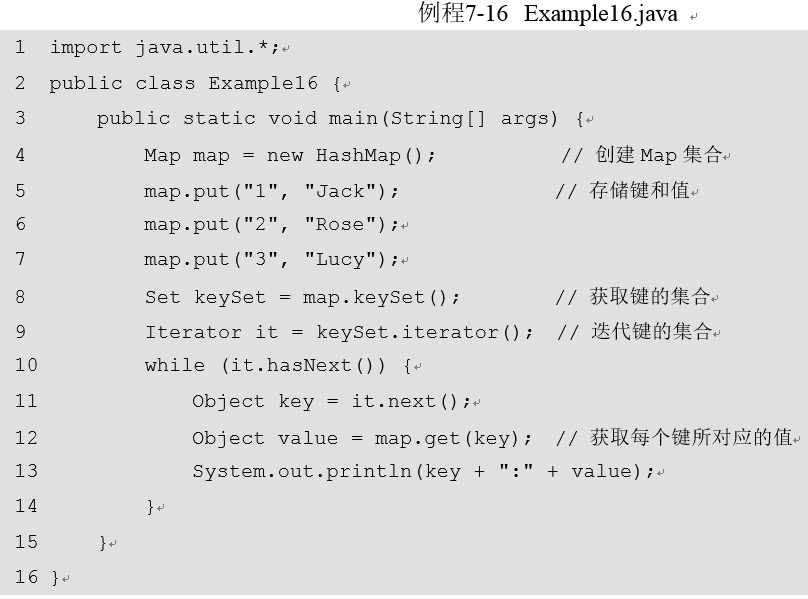 例程7-16 Example16.java
1 import java.util.*;
2 public class Example16 {
3     public static void main(String[] args) {
4         Map map = new HashMap();          // 创建 Map 集合
5         map.put("1", "Jack");             // 存储键和值
6         map.put("2", "Rose");
7         map.put("3", "Lucy");
8         Set keySet = map.keySet();        // 获取键的集合
9         Iterator it = keySet.iterator();  // 迭代键的集合
10         while (it.hasNext()) {
11             Object key = it.next();
12             Object value = map.get(key);  // 获取每个键所对应的值
13             System.out.println(key + ":" + value);
14         }
15     }
16 }